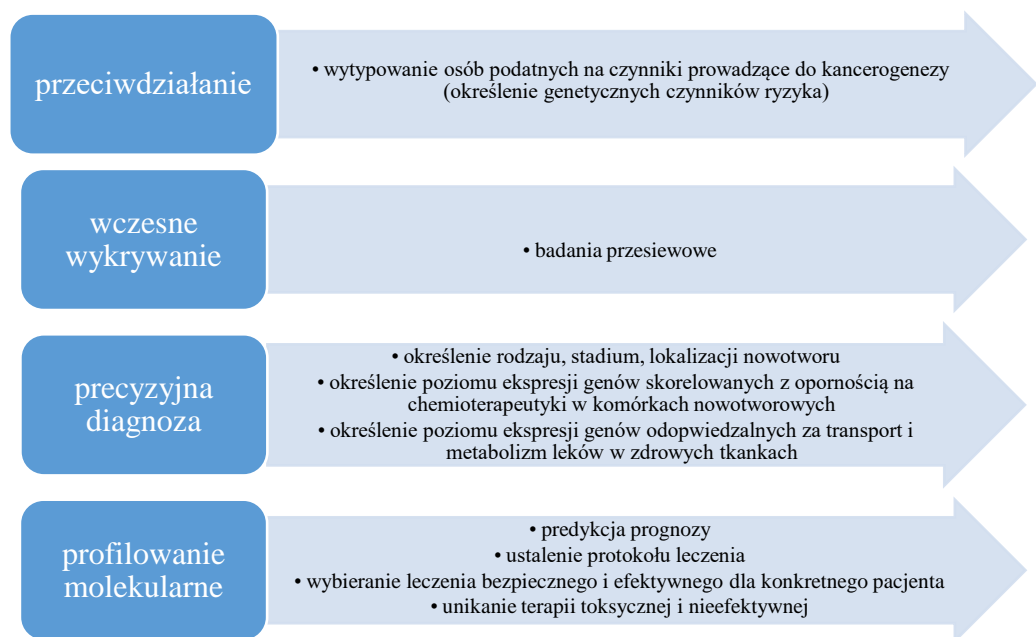 przeciwdziałanie
• wytypowanie osób podatnych na czynniki prowadzące do kancerogenezy
(określenie genetycznych czynników ryzyka)
wczesne
wykrywanie
• badania przesiewowe
precyzyjna
diagnoza
• określenie rodzaju, stadium, lokalizacji nowotworu
• określenie poziomu ekspresji genów skorelowanych z opornością na
chemioterapeutyki w komórkach nowotworowych
• określenie poziomu ekspresji genów odopwiedzalnych za transport i
metabolizm leków w zdrowych tkankach
profilowanie
molekularne
• predykcja prognozy
• ustalenie protokołu leczenia
• wybieranie leczenia bezpiecznego i efektywnego dla konkretnego pacjenta
• unikanie terapii toksycznej i nieefektywnej